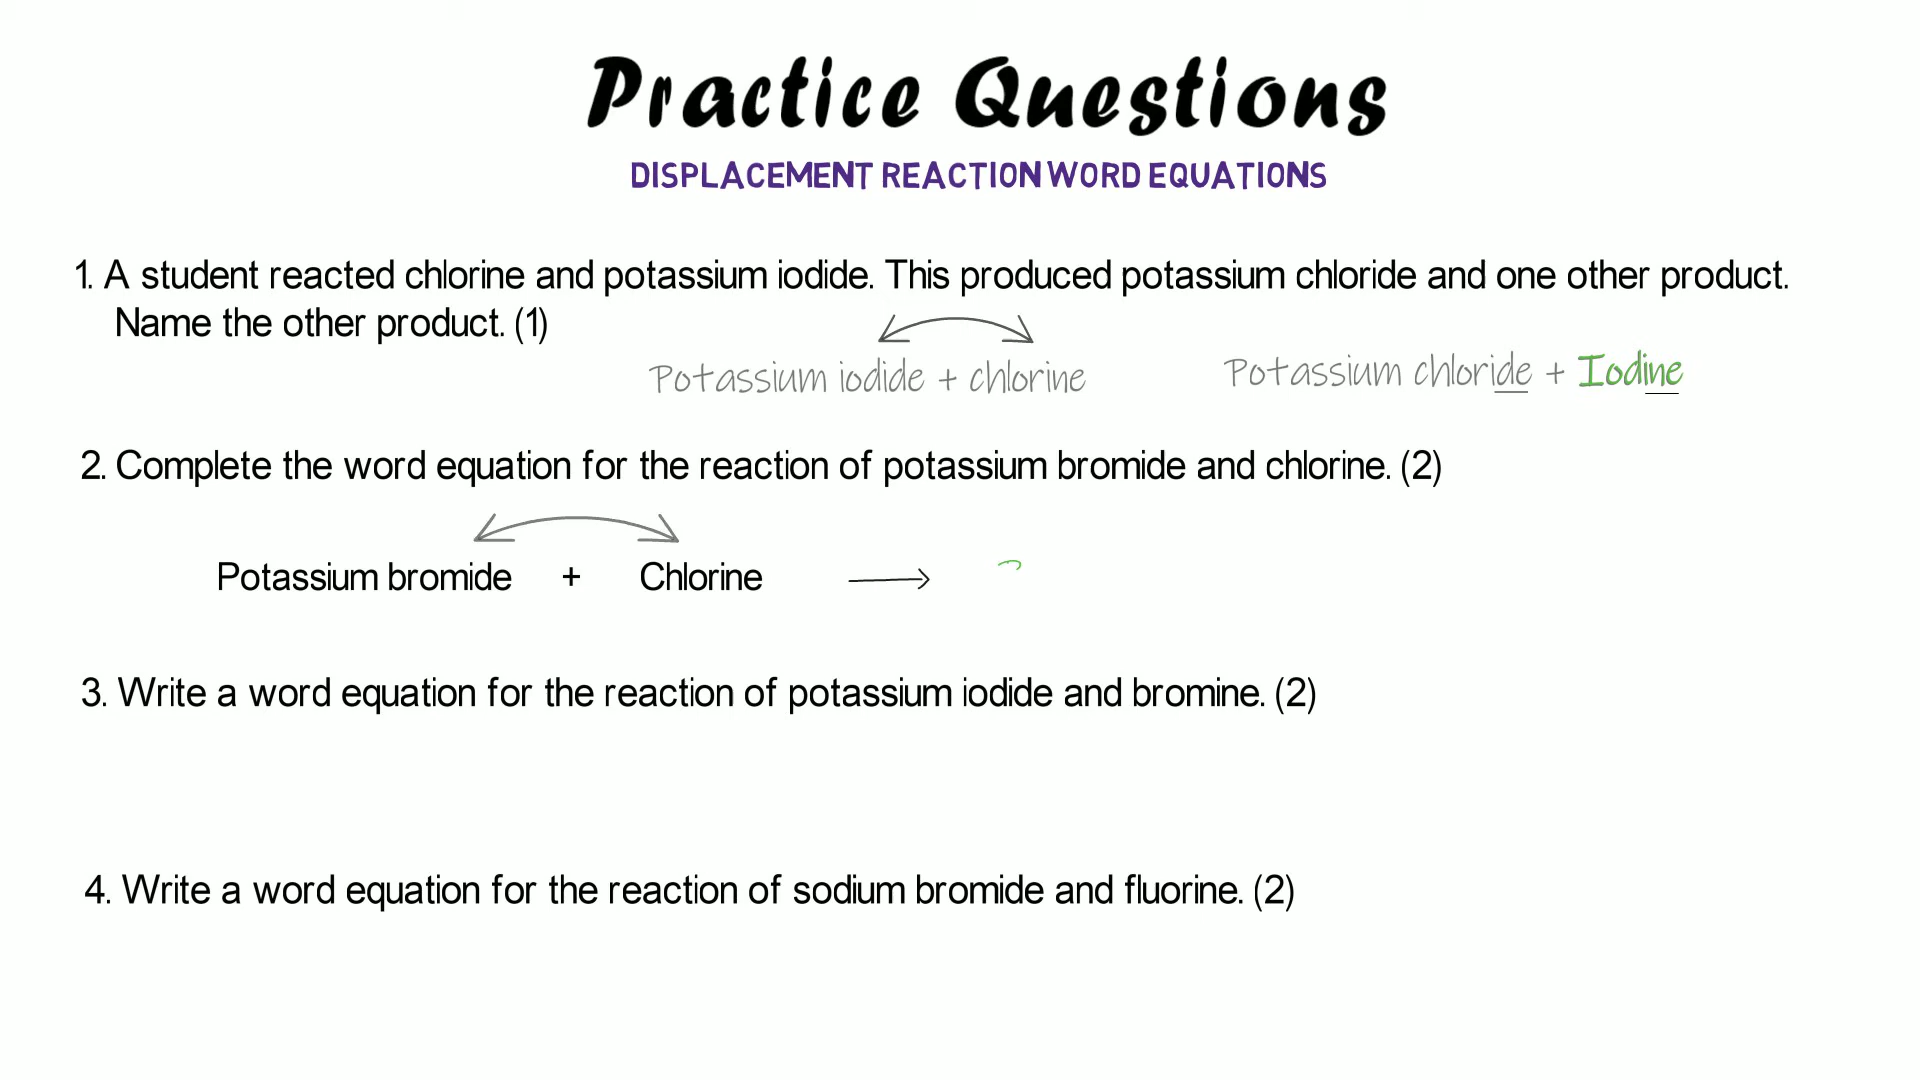 Practice Questions
DISPLACEMENT REACTION WORD EQUATIONS
1. A student reacted chlorine and potassium iodide. This produced potassium chloride and one other product.
Name the other product. (1)
Potassium iodide + chlorine Potassium chloride + Iodine
2. Complete the word equation for the reaction of potassium bromide and chlorine. (2)
Potassium bromide + Chlorine →
3. Write a word equation for the reaction of potassium iodide and bromine. (2)
4. Write a word equation for the reaction of sodium bromide and fluorine. (2)